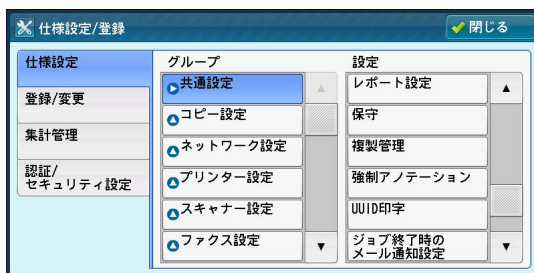 仕様設定/登録
閉じる
仕様設定
登録/変更
集計管理
認証/
セキュリティ設定
グループ
共通設定
コピー設定
ネットワーク設定
プリンター設定
スキャナー設定
ファクス設定
設定
レポート設定
保守
複製管理
強制アノテーション
UUID印字
ジョブ終了時の
メール通知設定